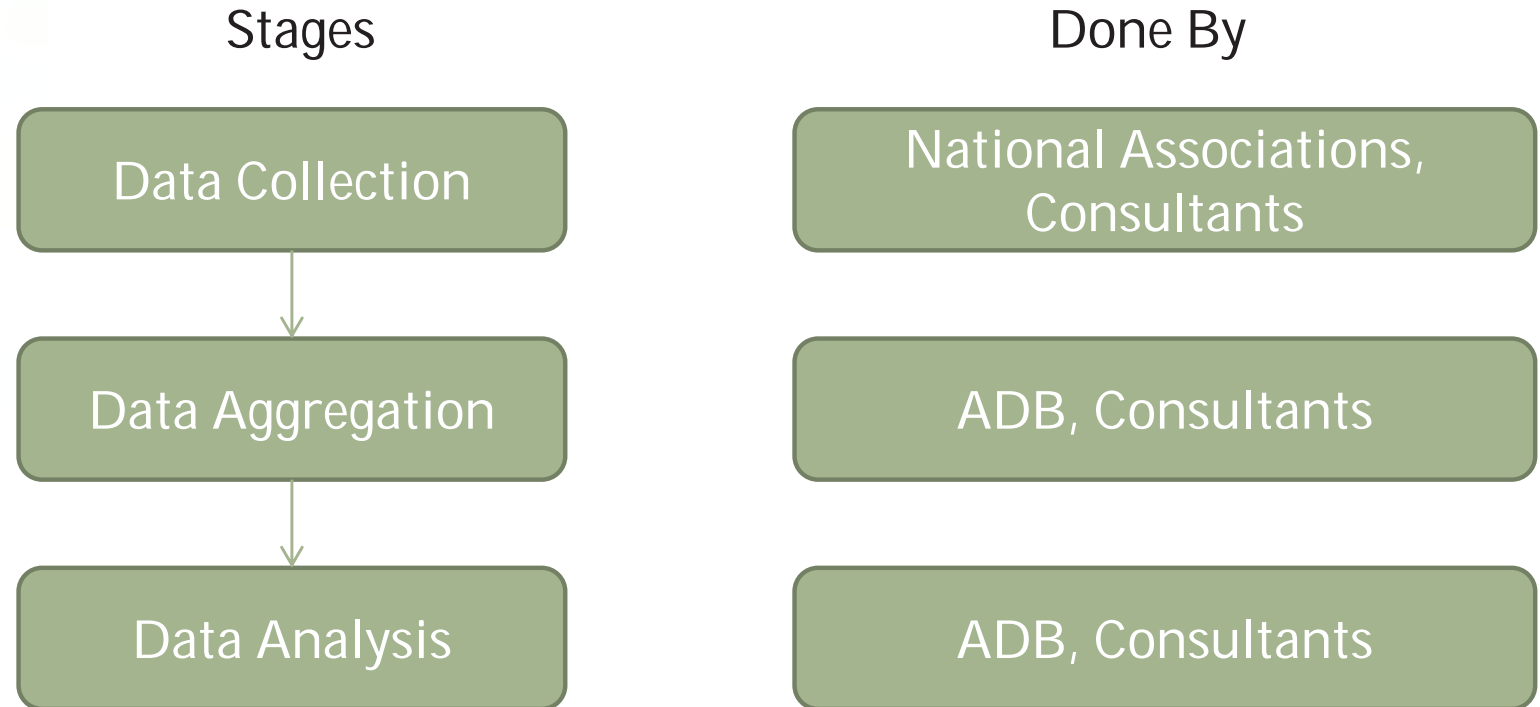 Stages
Done By
Data Collection
National Associations,
Consultants
Data Aggregation
ADB, Consultants
Data Analysis
ADB, Consultants